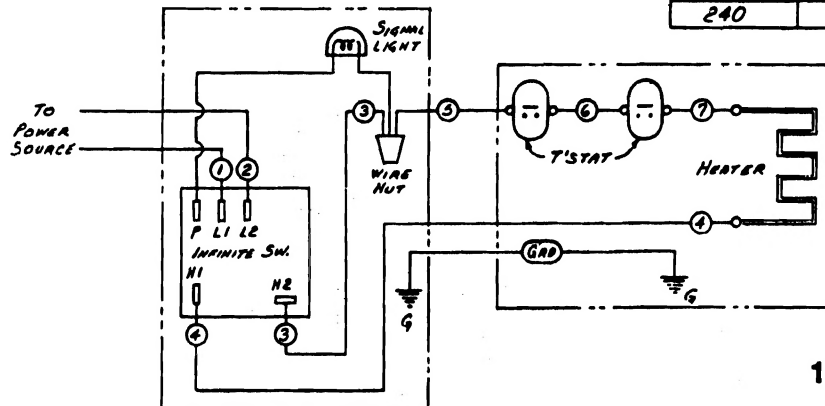 240
SIGNAL
LIGHT
TO
POWER
SOURCE
3
5
6
7
T'STAT
WIRE
NUT
HEATER
1
2
P L1 L2
INFINITE SW.
H1
H2
4
GRD
G
G
4
3
1